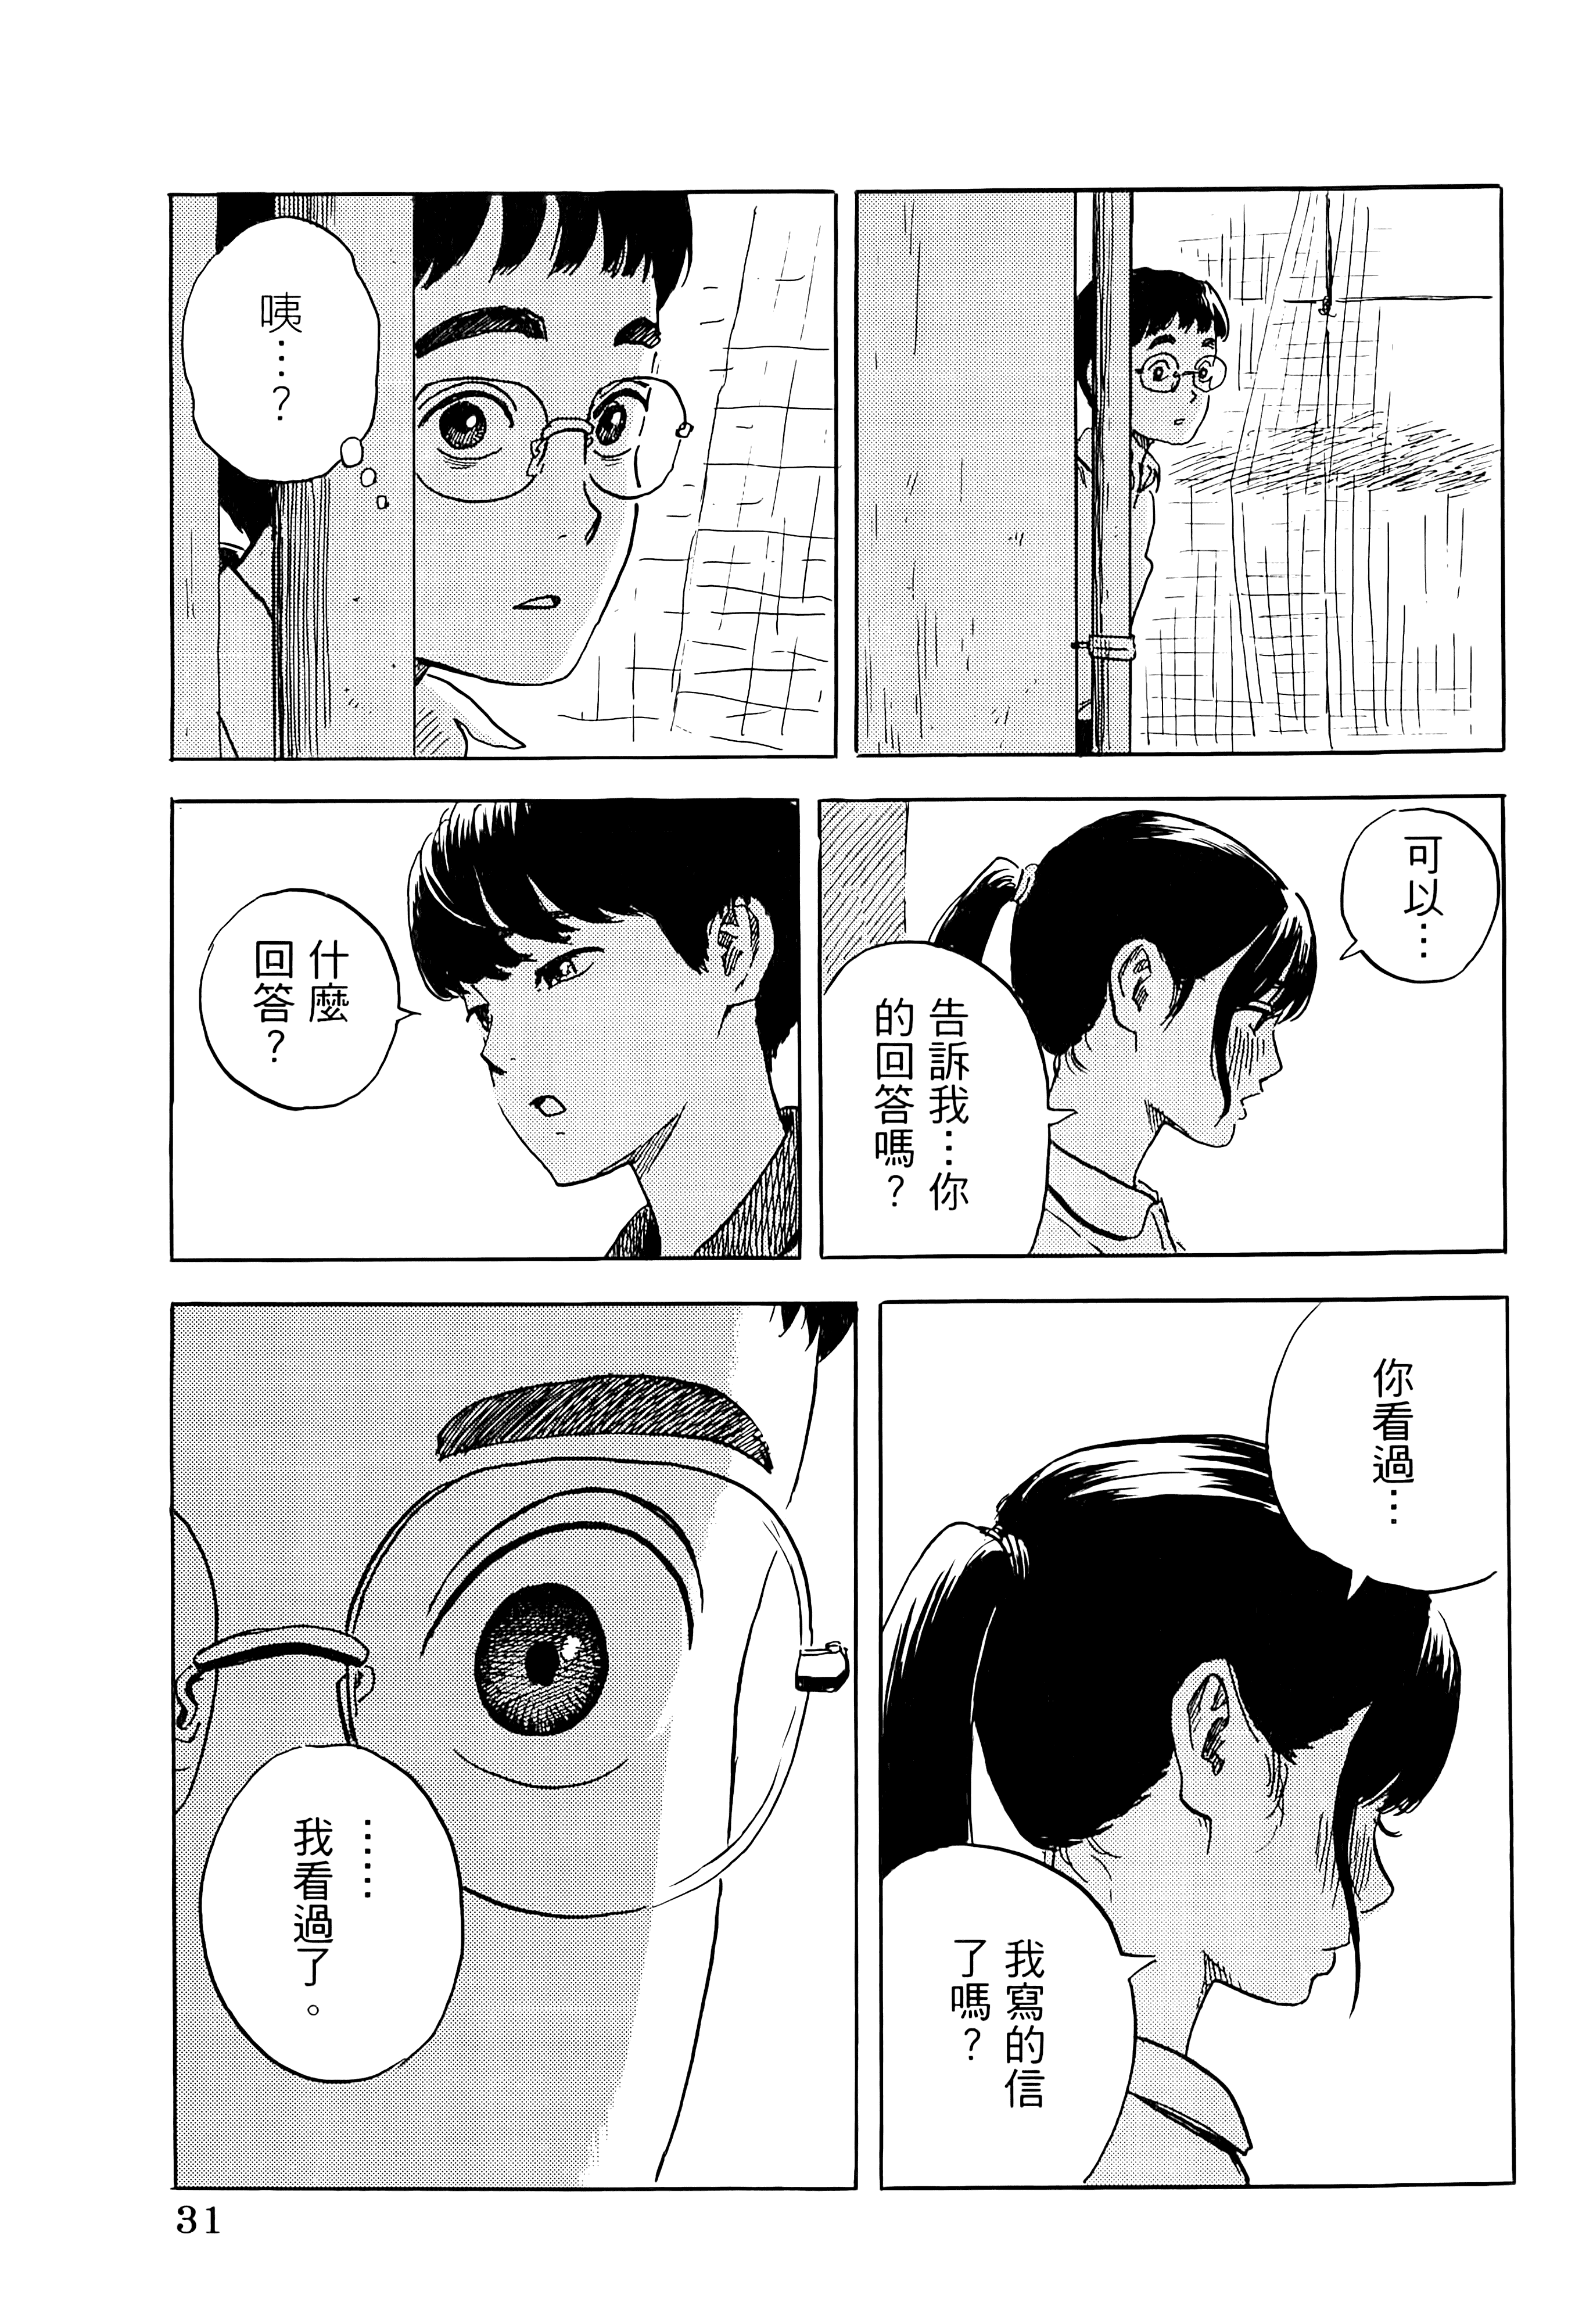 咦…?
可以…
告訴我…你
的回答嗎?
什麼
回答?
你看過…
我寫的信
了嗎?
……
我看過了。
31